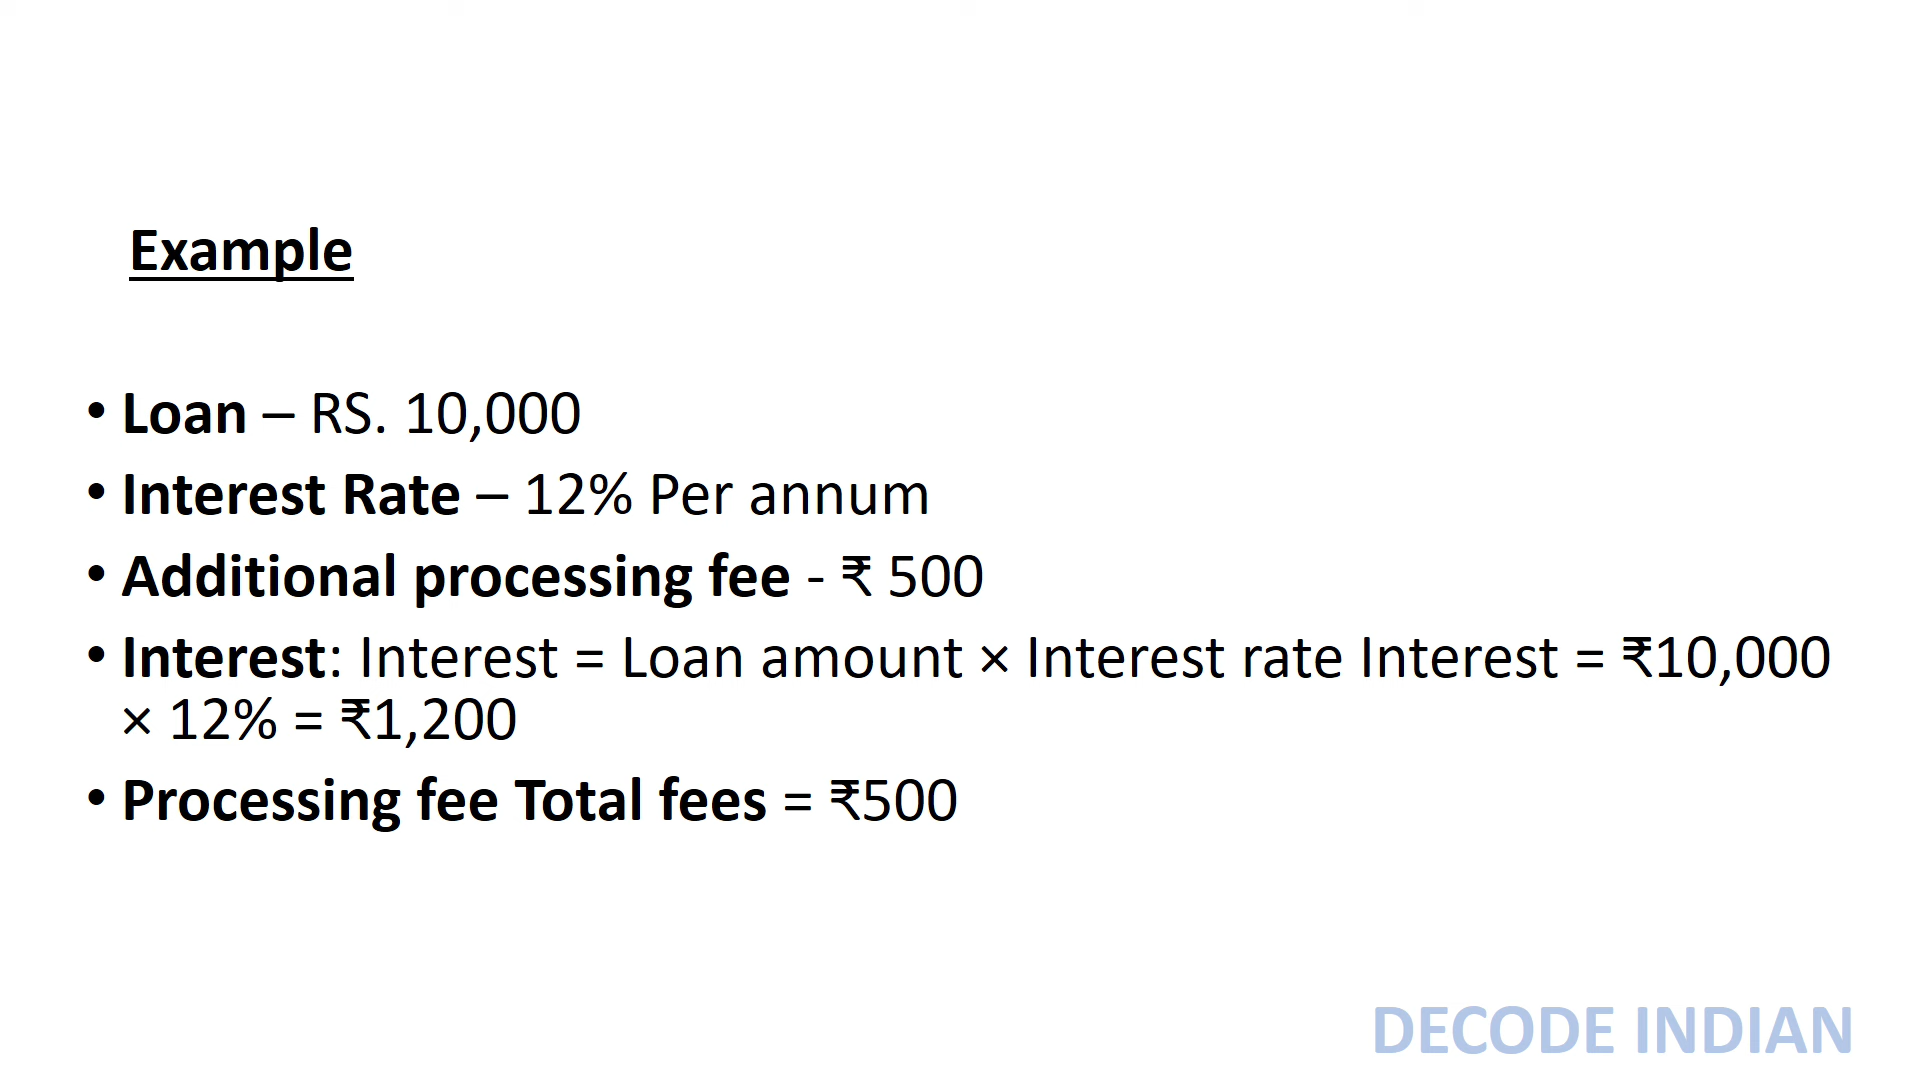 Example
• Loan – RS. 10,000
• Interest Rate – 12% Per annum
• Additional processing fee - ₹ 500
• Interest: Interest = Loan amount × Interest rate Interest = ₹10,000
× 12% = ₹1,200
• Processing fee Total fees = ₹500
DECODE INDIAN